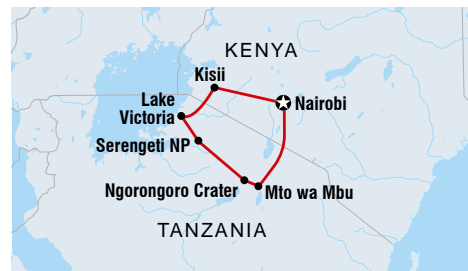 KENYA
Kisii
Lake
Victoria
Nairobi
Serengeti NP
Ngorongoro Crater
Mto wa Mbu
TANZANIA